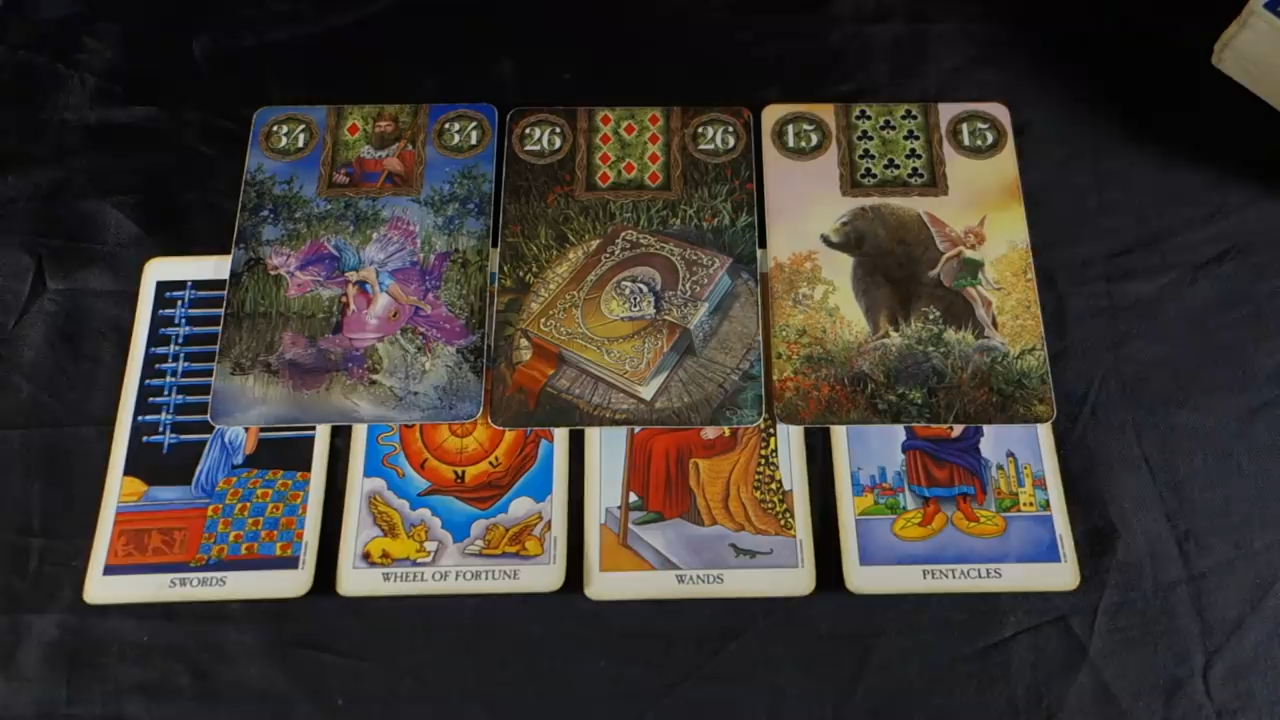 34 34
26 26
15 15
SWORDS
WHEEL OF FORTUNE
WANDS
PENTACLES